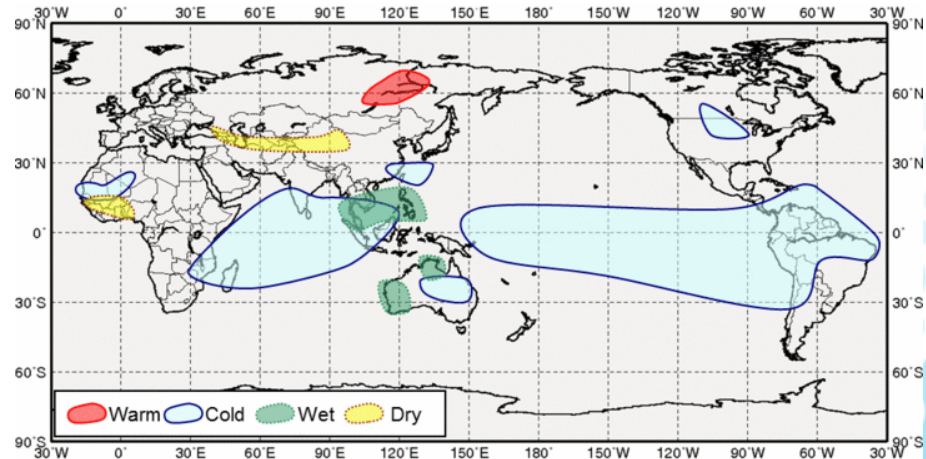 30°W 0° 30°E 60°E 90°E 120°E 150°E 180° 150°W 120°W 90°W 60°W 30°W
90°N 90°N
60°N 60°N
30°N 30°N
0° 0°
30°S 30°S
60°S 60°S
Warm Cold Wet Dry
90°S 90°S
30°W 0° 30°E 60°E 90°E 120°E 150°E 180° 150°W 120°W 90°W 60°W 30°W